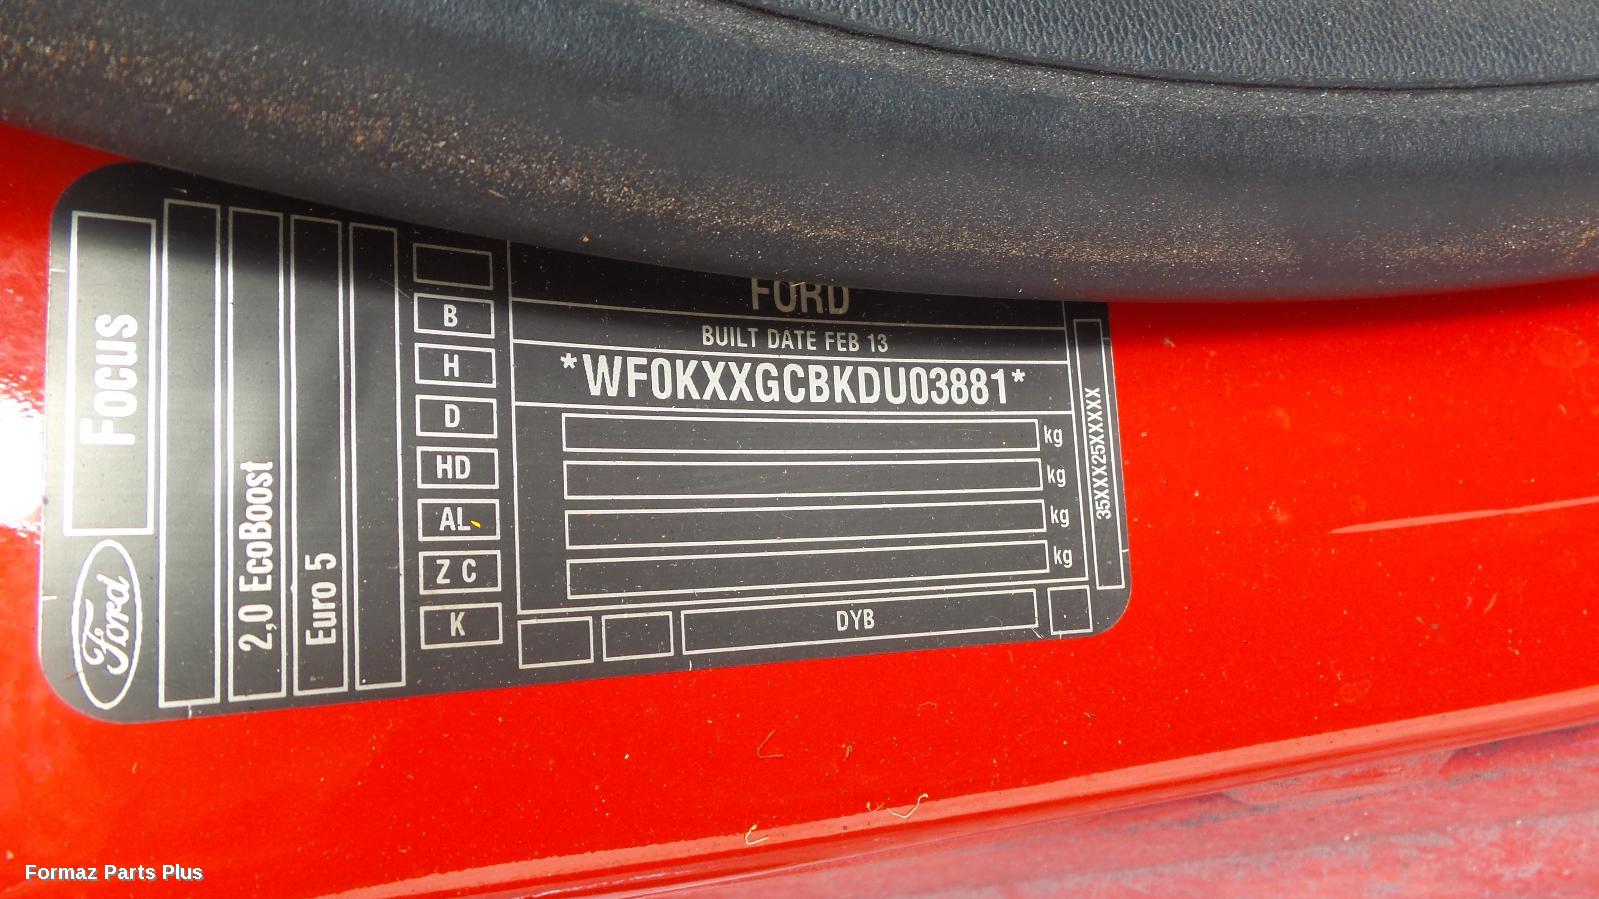 Focus
Ford
2,0 EcoBoost
Euro 5
B
H
D
HD
AL
Z C
K
FORD
BUILT DATE FEB 13
*WF0KXXGCBKDU03881*
kg
kg
kg
kg
DYB
35XXX25XXXXX
Formaz Parts Plus